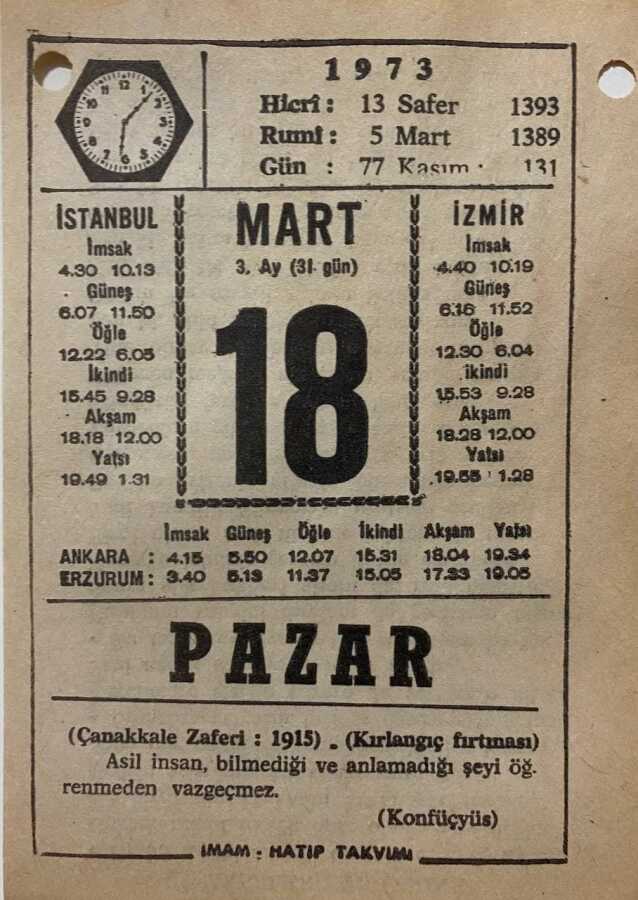 1973
Hicrî : 13 Safer 1393
Rumî : 5 Mart 1389
Gün : 77 Kasım 131
İSTANBUL
İmsak
4.30 10.13
Güneş
6.07 11.50
Öğle
12.22 6.05
İkindi
15.45 9.28
Akşam
18.18 12.00
Yatsı
19.49 1.31
MART
3. Ay (31 gün)
18
İZMİR
İmsak
4.40 10.19
Güneş
6.16 11.52
Öğle
12.30 6.04
ikindi
15.53 9.28
Akşam
18.28 12,00
Yatsı
19.55 1.28
İmsak Güneş Öğle İkindi Akşam Yatsı
ANKARA : 4.15 5.50 12.07 15.31 18.04 19.34
ERZURUM : 3.40 5.13 11.37 15.05 17.33 19.05
PAZAR
(Çanakkale Zaferi : 1915) . (Kırlangıç fırtınası)
Asil insan, bilmediği ve anlamadığı şeyi öğ-
renmeden vazgeçmez.
(Konfüçyüs)
İMAM - HATİP TAKVİMİ